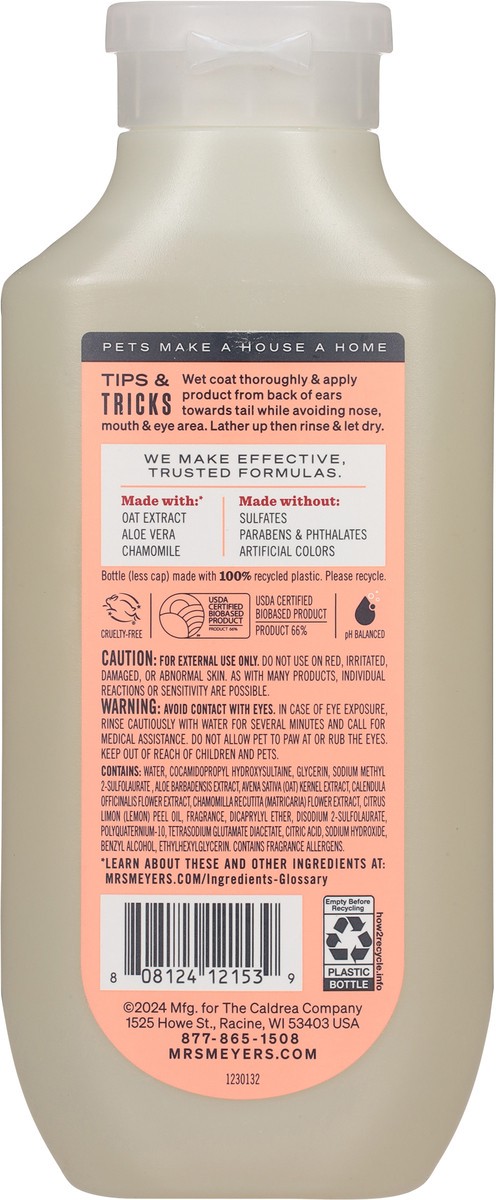 PETS MAKE A HOUSE A HOME
TIPS & TRICKS
Wet coat thoroughly & apply
product from back of ears
towards tail while avoiding nose,
mouth & eye area. Lather up then rinse & let dry.
WE MAKE EFFECTIVE,
TRUSTED FORMULAS.
Made with:*
OAT EXTRACT
ALOE VERA
CHAMOMILE
Made without:
SULFATES
PARABENS & PHTHALATES
ARTIFICIAL COLORS
Bottle (less cap) made with 100% recycled plastic. Please recycle.
CRUELTY-FREE
USDA
CERTIFIED
BIOBASED
PRODUCT
PRODUCT 66%
USDA CERTIFIED
BIOBASED PRODUCT
PRODUCT 66%
pH BALANCED
CAUTION: FOR EXTERNAL USE ONLY. DO NOT USE ON RED, IRRITATED,
DAMAGED, OR ABNORMAL SKIN. AS WITH MANY PRODUCTS, INDIVIDUAL
REACTIONS OR SENSITIVITY ARE POSSIBLE.
WARNING: AVOID CONTACT WITH EYES. IN CASE OF EYE EXPOSURE,
RINSE CAUTIOUSLY WITH WATER FOR SEVERAL MINUTES AND CALL FOR
MEDICAL ASSISTANCE. DO NOT ALLOW PET TO PAW AT OR RUB THE EYES.
KEEP OUT OF REACH OF CHILDREN AND PETS.
CONTAINS: WATER, COCAMIDOPROPYL HYDROXYSULTAINE, GLYCERIN, SODIUM METHYL
2-SULFOLAURATE, ALOE BARBADENSIS EXTRACT, AVENA SATIVA (OAT) KERNEL EXTRACT, CALENDULA
OFFICINALIS FLOWER EXTRACT, CHAMOMILLA RECUTITA (MATRICARIA) FLOWER EXTRACT, CITRUS
LIMON (LEMON) PEEL OIL, FRAGRANCE, DICAPRYLYL ETHER, DISODIUM 2-SULFOLAURATE,
POLYQUATERNIUM-10, TETRASODIUM GLUTAMATE DIACETATE, CITRIC ACID, SODIUM HYDROXIDE,
BENZYL ALCOHOL, ETHYLHEXYLGLYCERIN. CONTAINS FRAGRANCE ALLERGENS.
*LEARN ABOUT THESE AND OTHER INGREDIENTS AT:
MRSMEYERS.COM/Ingredients-Glossary
8 08124 12153 9
Empty Before
Recycling
PLASTIC
BOTTLE
how2recycle.info
©2024 Mfg. for The Caldrea Company
1525 Howe St., Racine, WI 53403 USA
877-865-1508
MRSMEYERS.COM
1230132